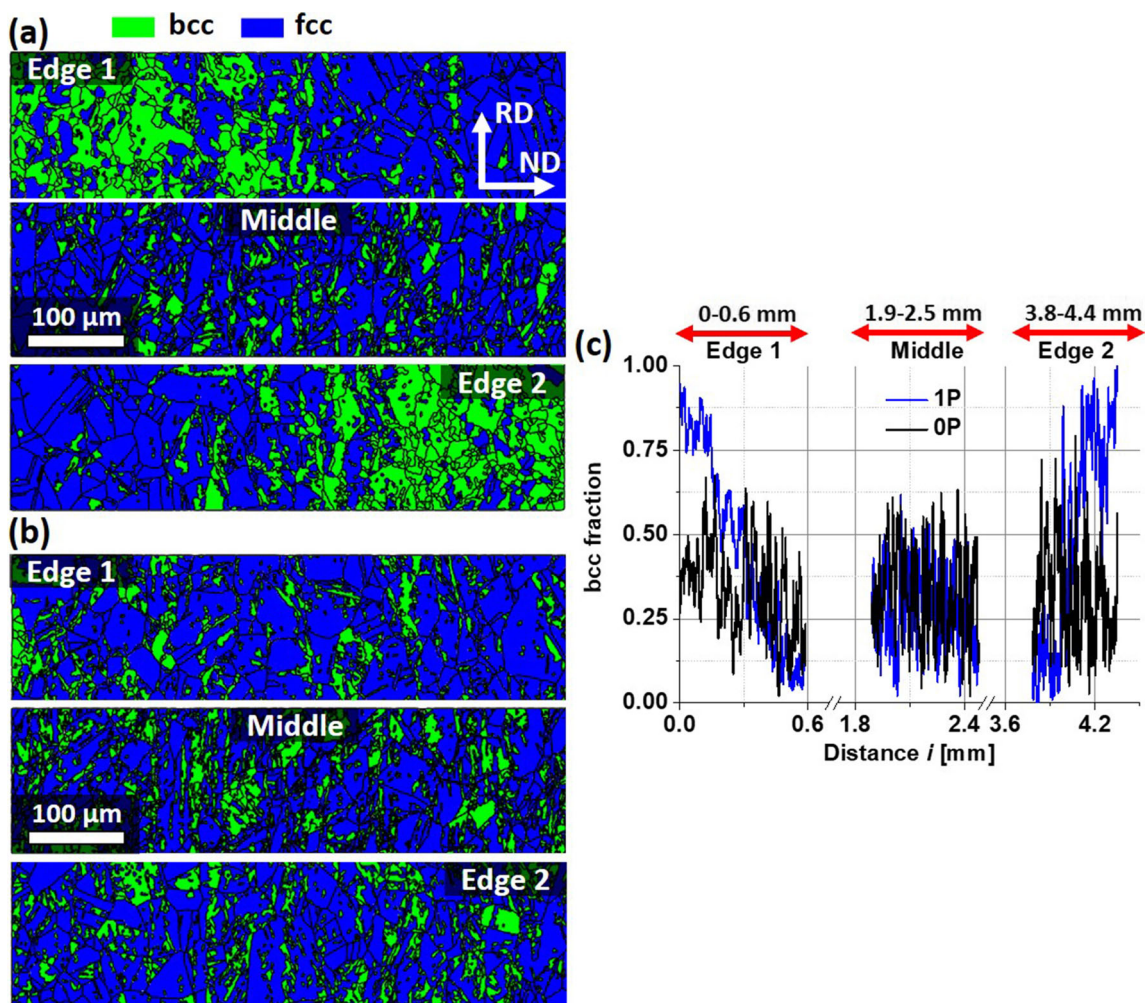 (a) bcc fcc
Edge 1
RD
ND
Middle
100 µm
Edge 2
(b)
Edge 1
Middle
100 µm
Edge 2
(c)
0-0.6 mm 1.9-2.5 mm 3.8-4.4 mm
Edge 1 Middle Edge 2
1P
0P
1.00
0.75
0.50
0.25
0.00
bcc fraction
0.0 0.6 1.8 2.4 3.6 4.2
Distance i [mm]